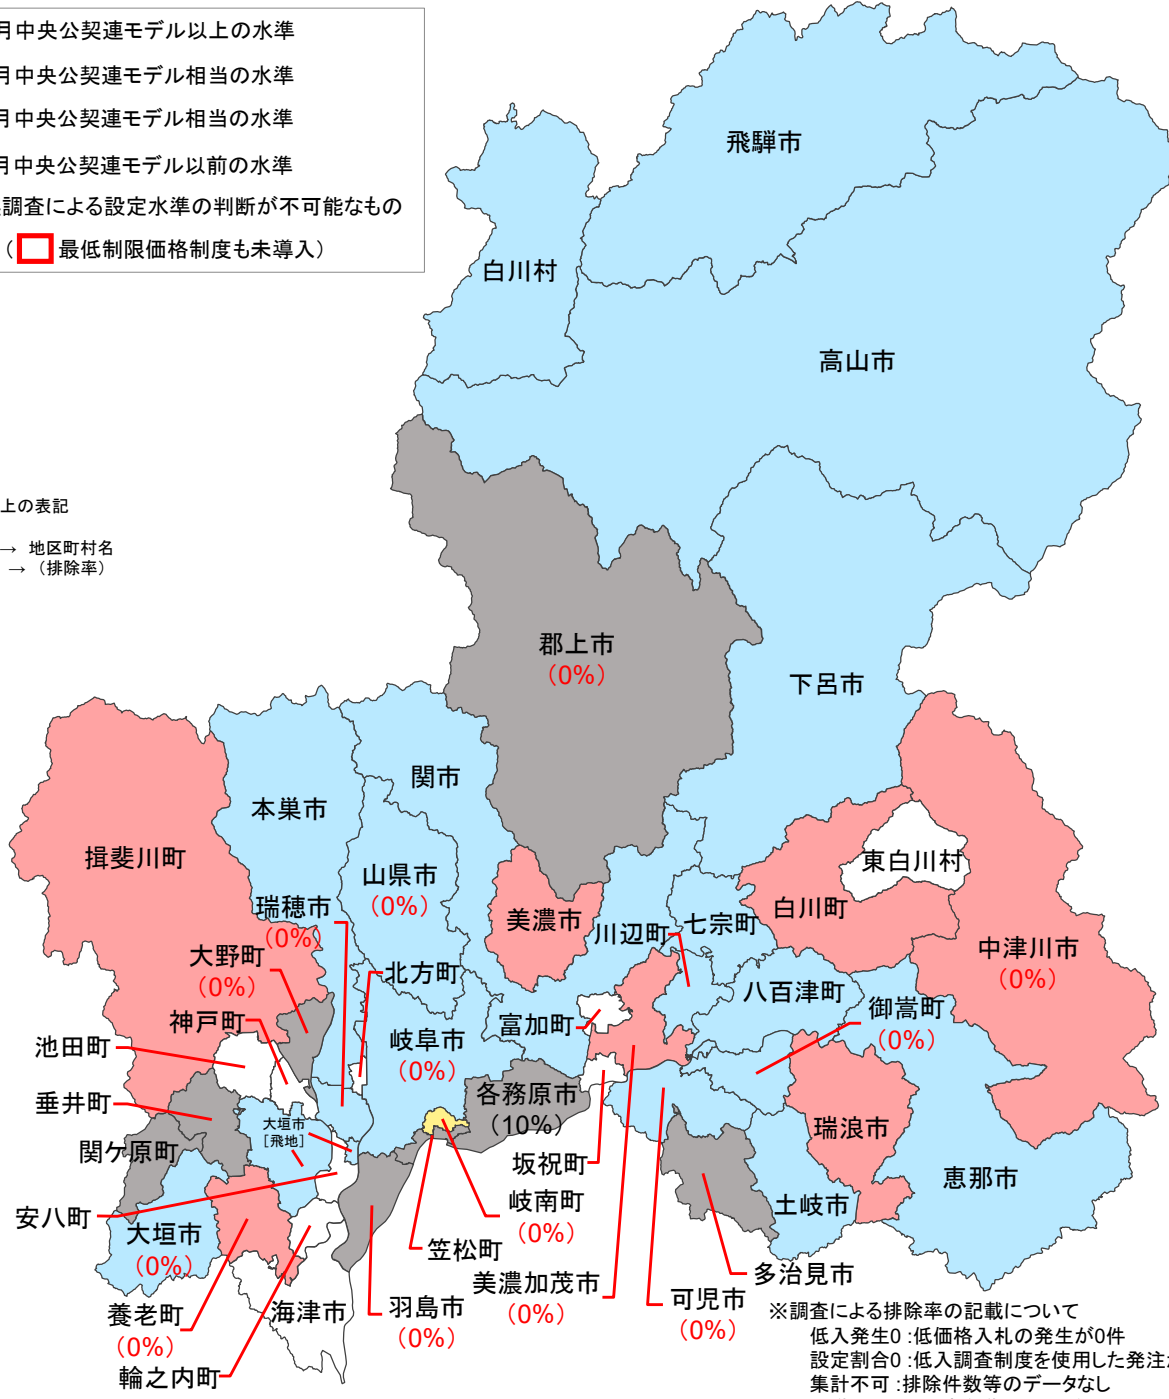 月中央公契連モデル以上の水準
月中央公契連モデル相当の水準
月中央公契連モデル相当の水準
月中央公契連モデル以前の水準
調査による設定水準の判断が不可能なもの
（ 最低制限価格制度も未導入）
飛騨市
白川村
高山市
上の表記
→ 地区町村名
→ （排除率）
郡上市
（0%）
下呂市
関市
本巣市
揖斐川町
山県市
（0%）
東白川村
白川町
瑞穂市
（0%）
美濃市
川辺町
七宗町
中津川市
（0%）
大野町
（0%）
北方町
八百津町
御嵩町
（0%）
神戸町
富加町
池田町
岐阜市
（0%）
垂井町
各務原市
（10%）
大垣市
［飛地］
瑞浪市
関ケ原町
坂祝町
恵那市
安八町
岐南町
（0%）
土岐市
大垣市
（0%）
笠松町
多治見市
美濃加茂市
（0%）
可児市
（0%）
養老町
（0%）
海津市
羽島市
（0%）
輪之内町
※調査による排除率の記載について
低入発生0：低価格入札の発生が0件
設定割合0：低入調査制度を使用した発注
集計不可：排除件数等のデータなし